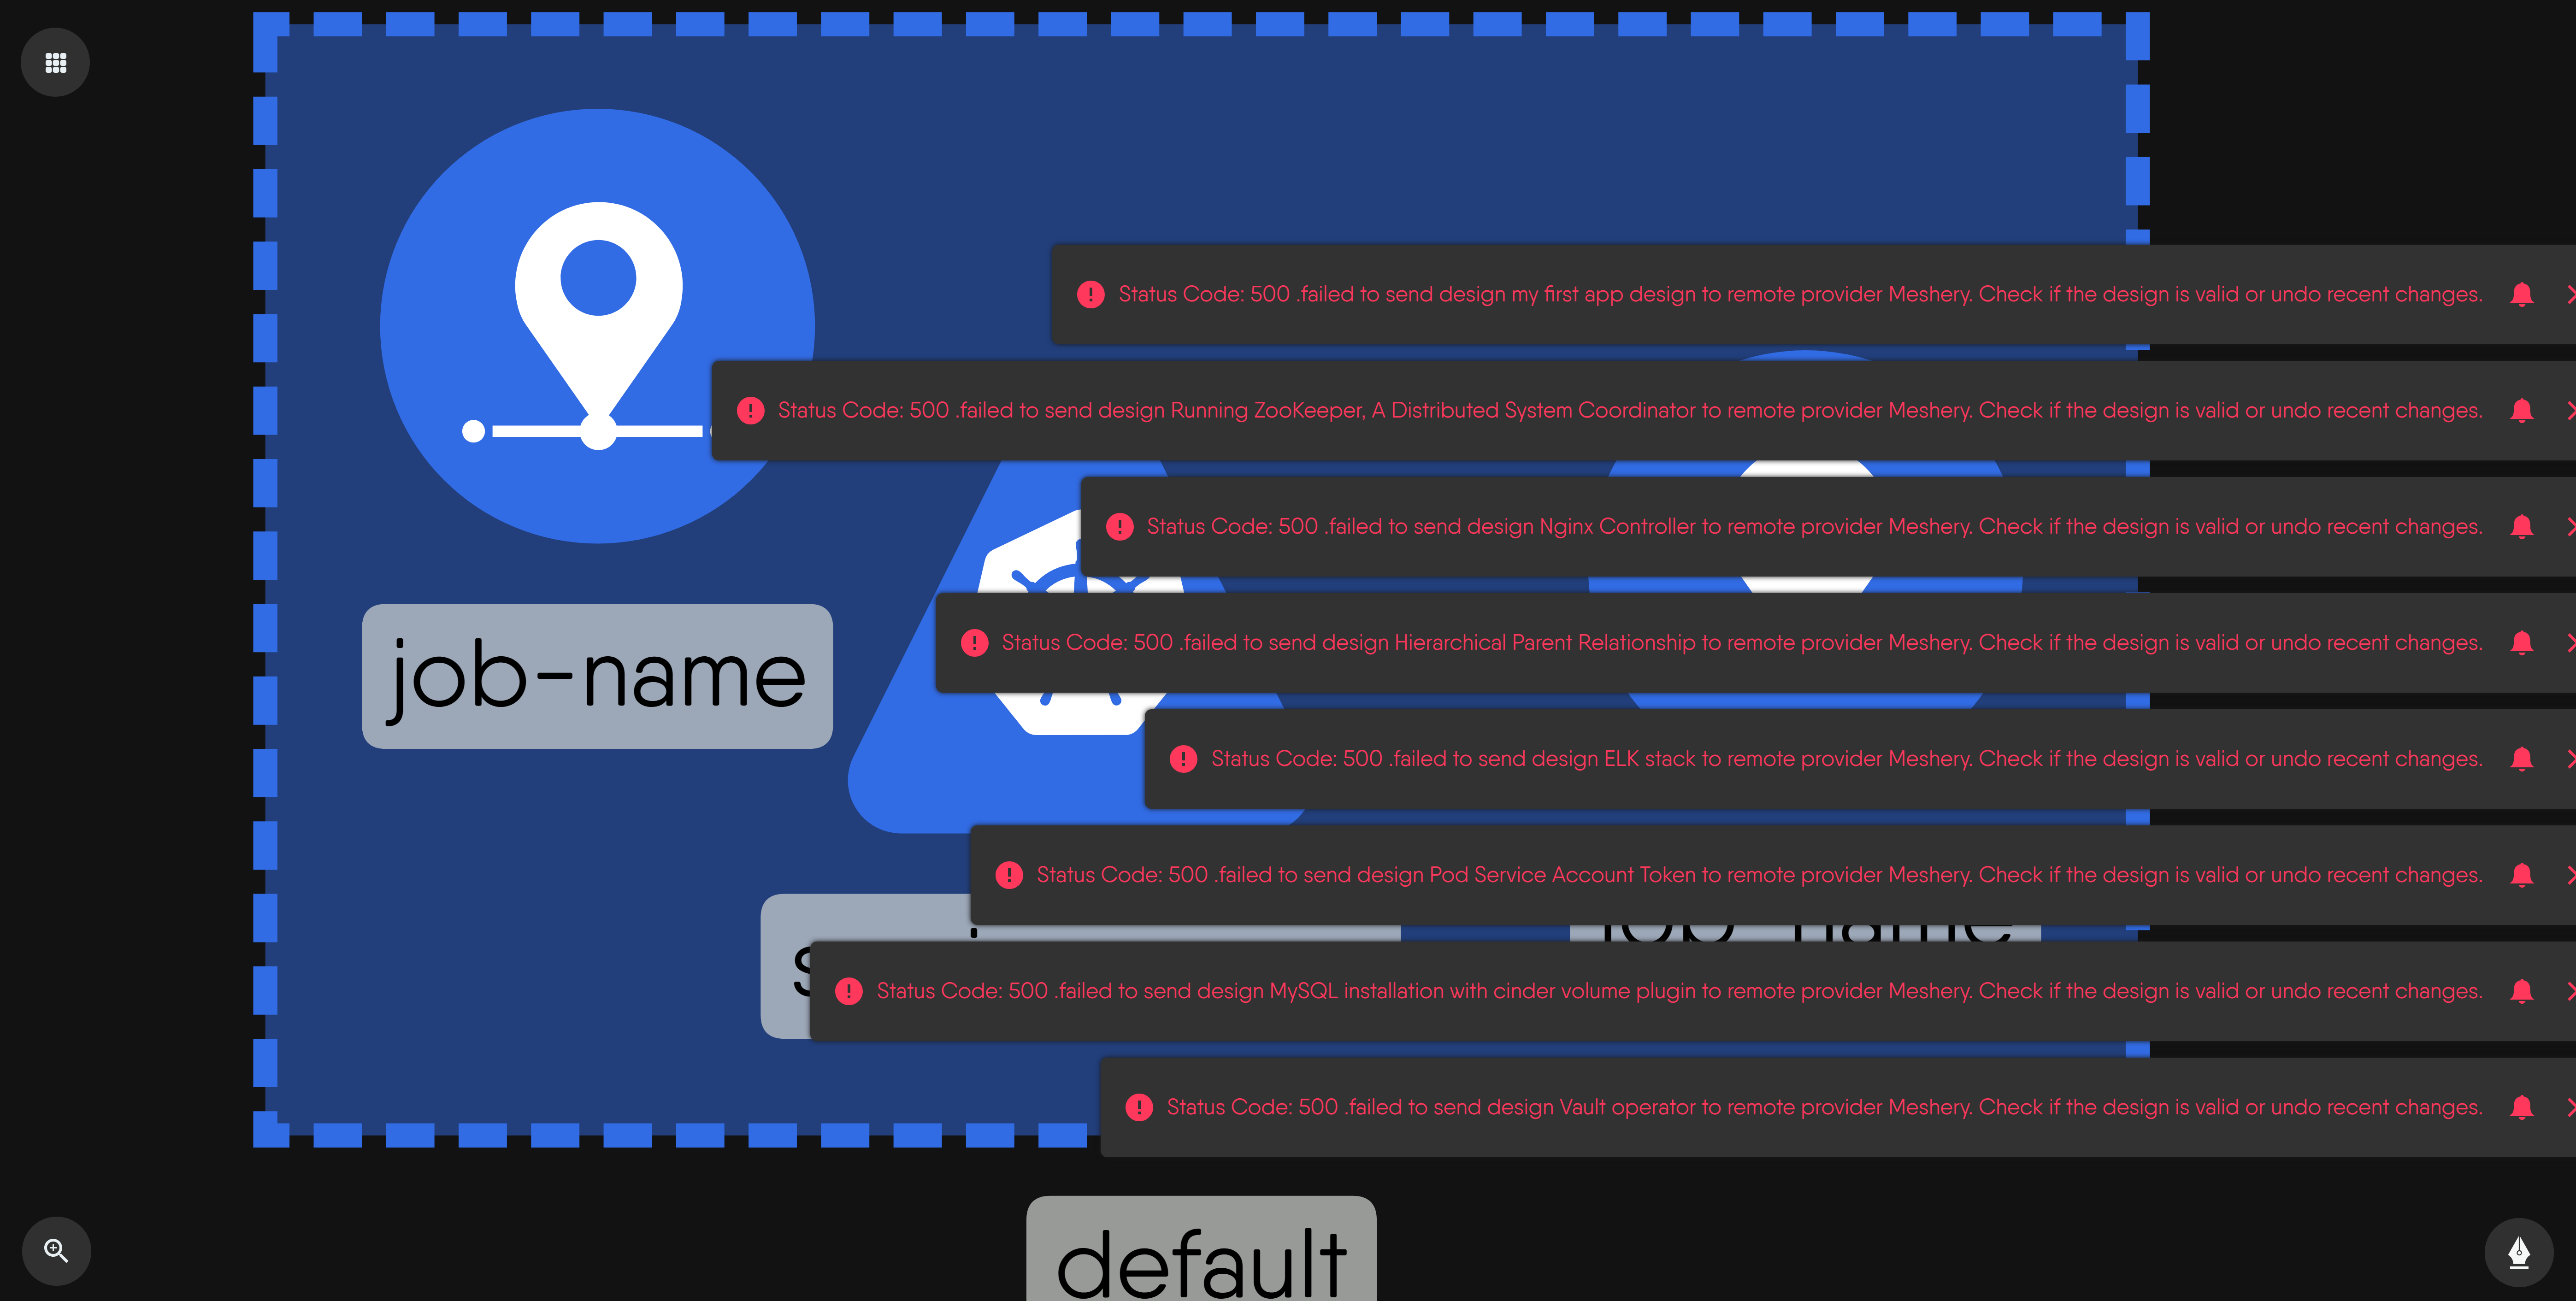 Status Code: 500 .failed to send design my first app design to remote provider Meshery. Check if the design is valid or undo recent changes.
Status Code: 500 .failed to send design Running ZooKeeper, A Distributed System Coordinator to remote provider Meshery. Check if the design is valid or undo recent changes.
Status Code: 500 .failed to send design Nginx Controller to remote provider Meshery. Check if the design is valid or undo recent changes.
Status Code: 500 .failed to send design Hierarchical Parent Relationship to remote provider Meshery. Check if the design is valid or undo recent changes.
job-name
Status Code: 500 .failed to send design ELK stack to remote provider Meshery. Check if the design is valid or undo recent changes.
Status Code: 500 .failed to send design Pod Service Account Token to remote provider Meshery. Check if the design is valid or undo recent changes.
job-name
Status Code: 500 .failed to send design MySQL installation with cinder volume plugin to remote provider Meshery. Check if the design is valid or undo recent changes.
Status Code: 500 .failed to send design Vault operator to remote provider Meshery. Check if the design is valid or undo recent changes.
default